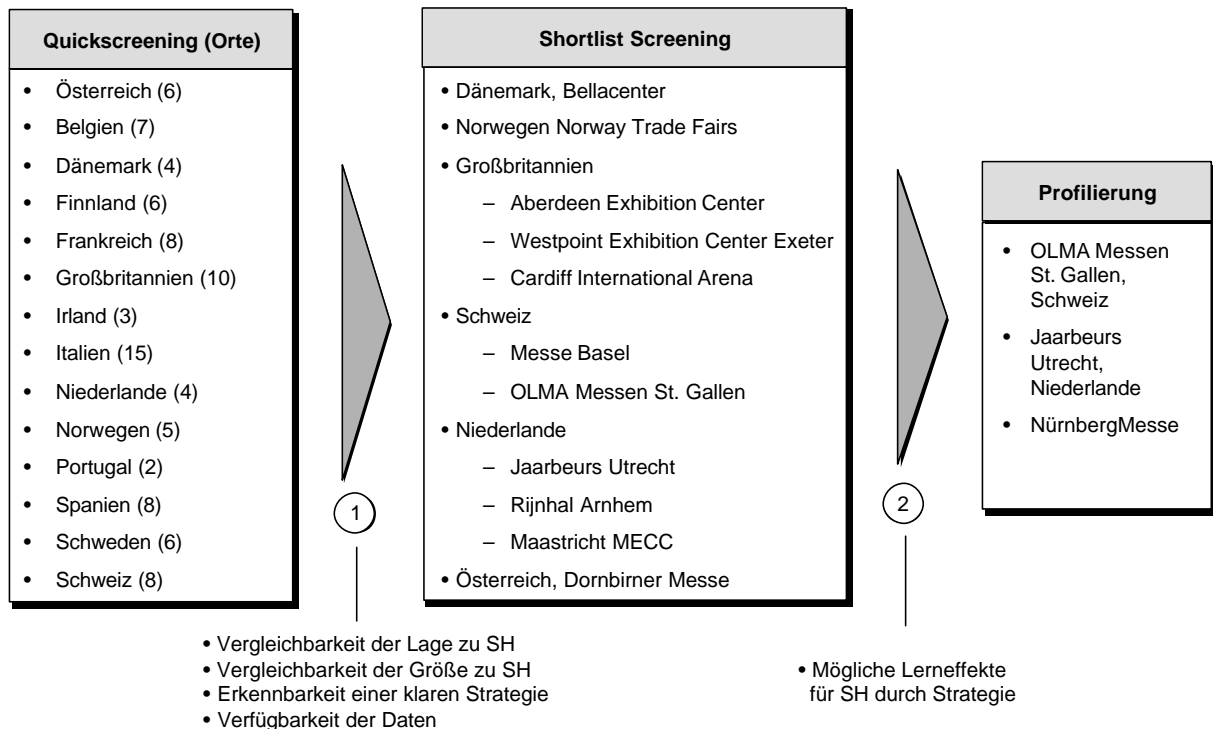 Quickscreening (Orte)
• Österreich (6)
• Belgien (7)
• Dänemark (4)
• Finnland (6)
• Frankreich (8)
• Großbritannien (10)
• Irland (3)
• Italien (15)
• Niederlande (4)
• Norwegen (5)
• Portugal (2)
• Spanien (8)
• Schweden (6)
• Schweiz (8)
1
• Vergleichbarkeit der Lage zu SH
• Vergleichbarkeit der Größe zu SH
• Erkennbarkeit einer klaren Strategie
• Verfügbarkeit der Daten
Shortlist Screening
• Dänemark, Bellacenter
• Norwegen Norway Trade Fairs
• Großbritannien
– Aberdeen Exhibition Center
– Westpoint Exhibition Center Exeter
– Cardiff International Arena
• Schweiz
– Messe Basel
– OLMA Messen St. Gallen
• Niederlande
– Jaarbeurs Utrecht
– Rijnhal Arnhem
– Maastricht MECC
• Österreich, Dornbirner Messe
2
• Mögliche Lerneffekte
für SH durch Strategie
Profilierung
• OLMA Messen
St. Gallen,
Schweiz
• Jaarbeurs
Utrecht,
Niederlande
• NürnbergMesse